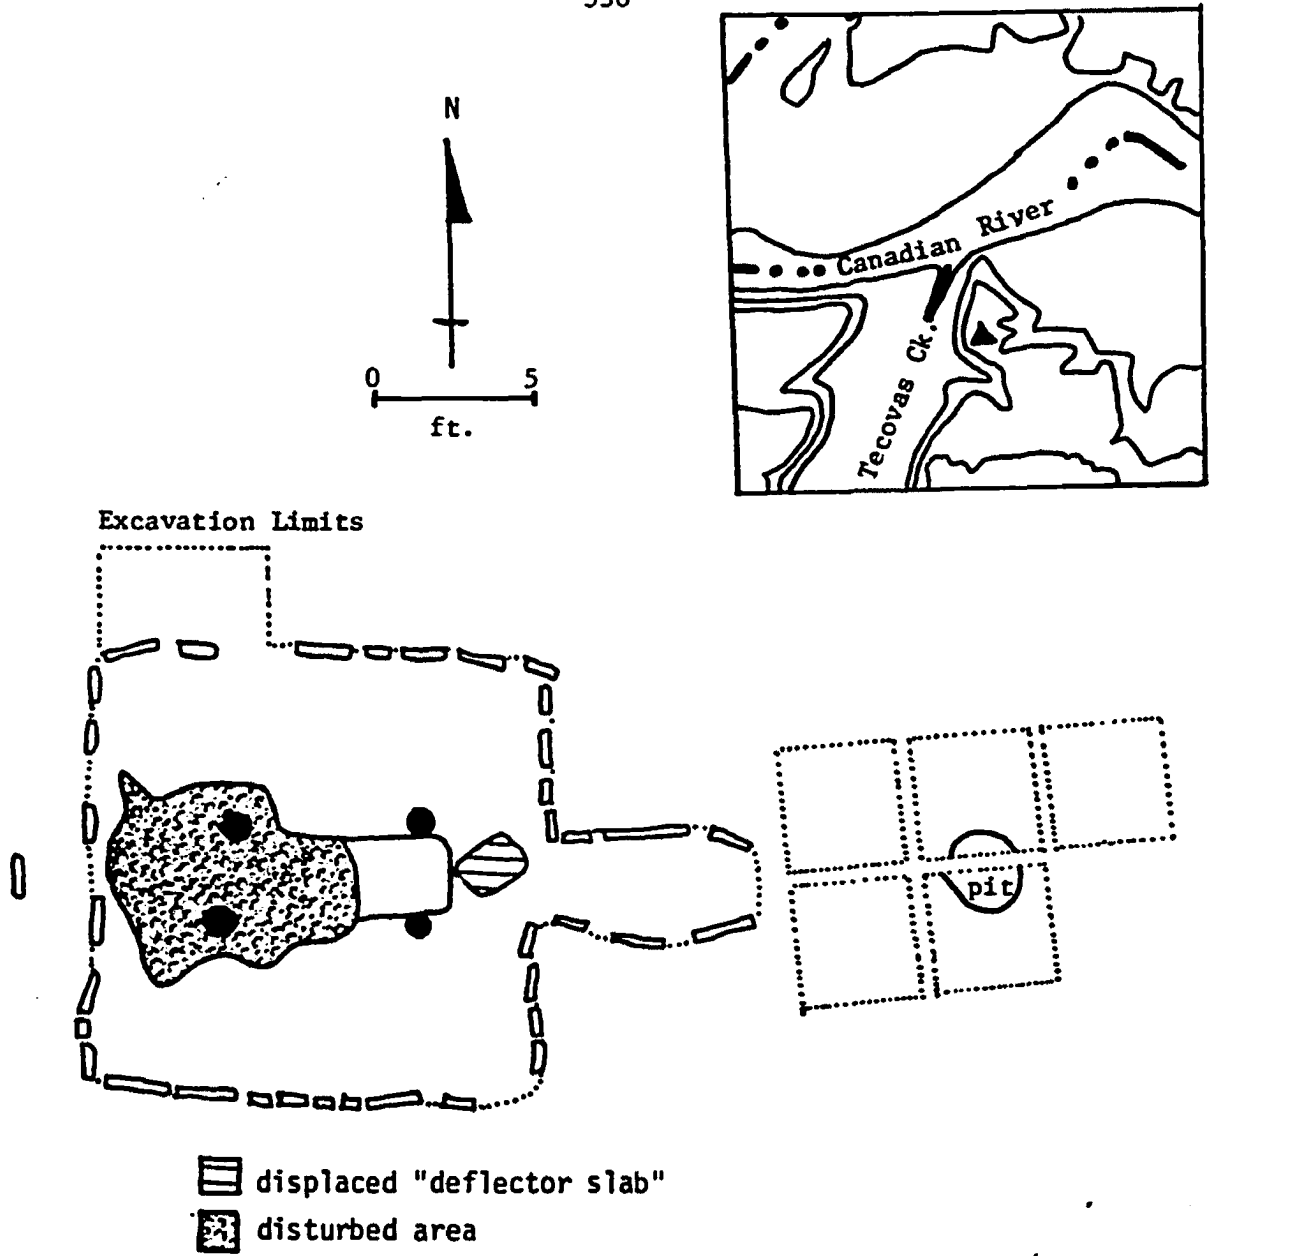 N
0 5
ft.
Canadian River
Tecovas Ck.
Excavation Limits
pit
displaced "deflector slab"
disturbed area